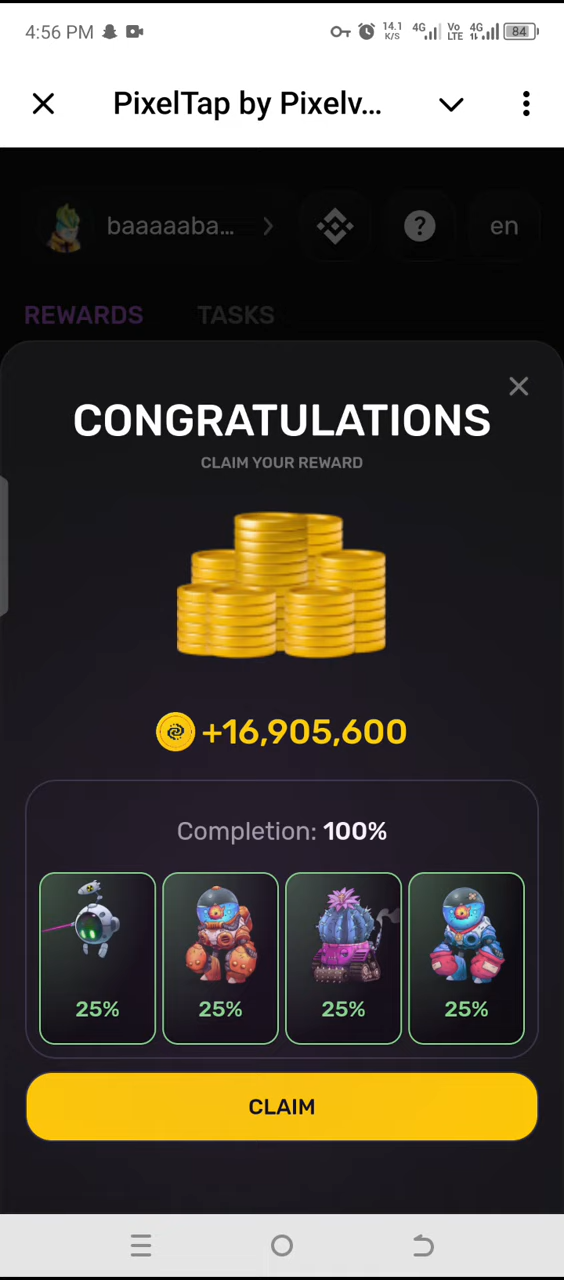 4:56 PM
14.1 K/S 4G Vo LTE 4G 84
PixelTap by Pixelv...
baaaaaba... ? en
REWARDS TASKS
CONGRATULATIONS
CLAIM YOUR REWARD
+16,905,600
Completion: 100%
25% 25% 25% 25%
CLAIM